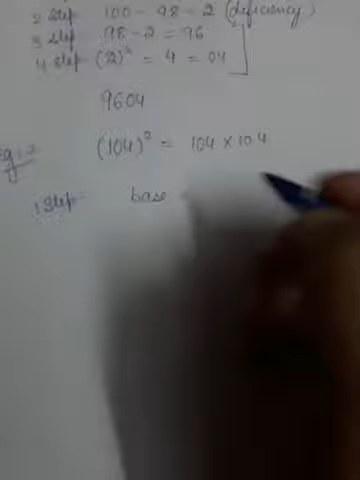 2 step 100 - 98 = 2 (deficiency)
3 step 98 - 2 = 96
4 step (2)² = 4 = 04
9604
(104)² = 104 × 104
1 step base